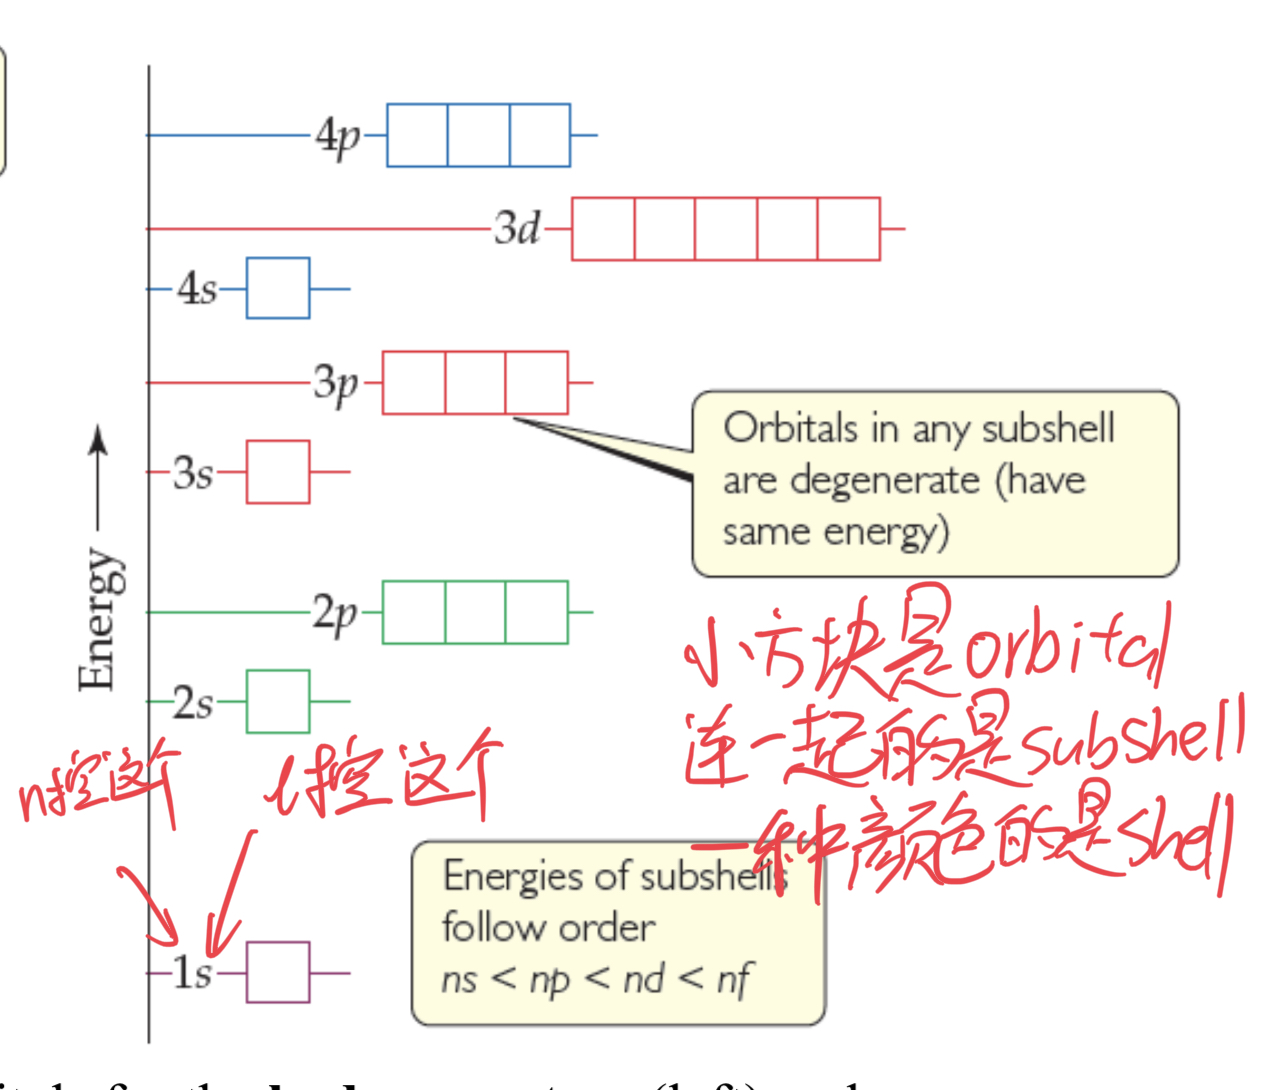 4p
3d
4s
3p
Orbitals in any subshell
are degenerate (have
same energy)
3s
Energy
2p
小方块是orbital
2s
连一起的是subshell
n控这个
l控这个
一种颜色的是shell
Energies of subshells
follow order
ns < np < nd < nf
1s